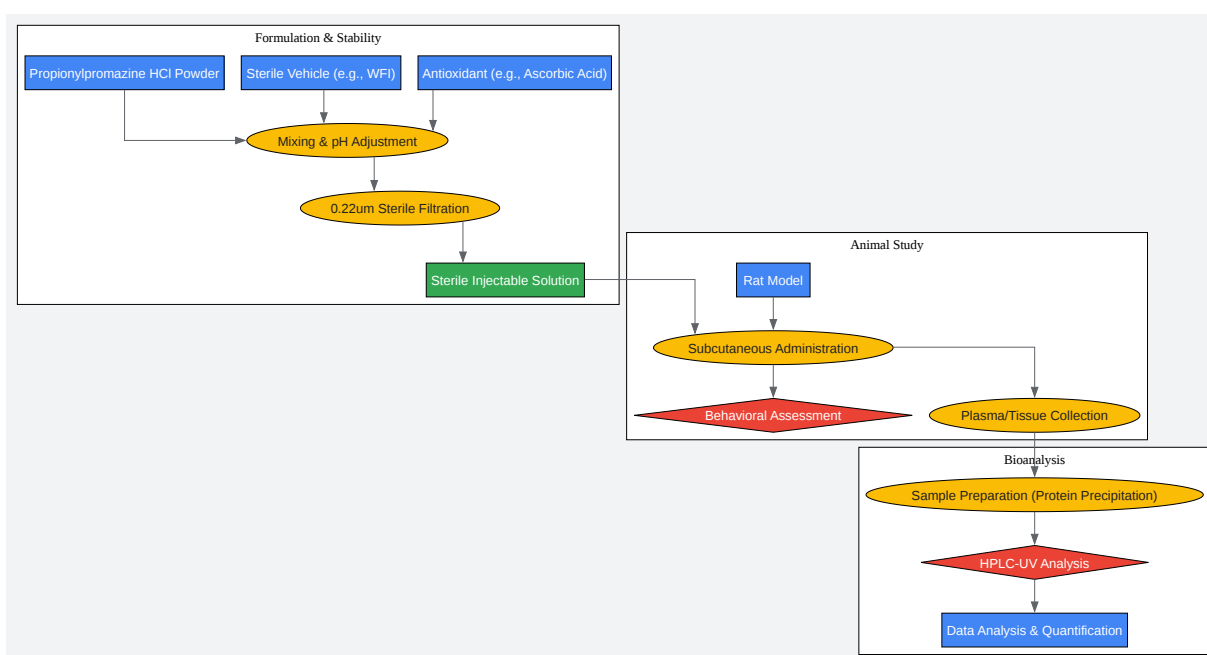 Formulation & Stability
Propionylpromazine HCl Powder
Sterile Vehicle (e.g., WFI)
Antioxidant (e.g., Ascorbic Acid)
Mixing & pH Adjustment
0.22um Sterile Filtration
Sterile Injectable Solution
Animal Study
Rat Model
Subcutaneous Administration
Behavioral Assessment
Plasma/Tissue Collection
Bioanalysis
Sample Preparation (Protein Precipitation)
HPLC-UV Analysis
Data Analysis & Quantification